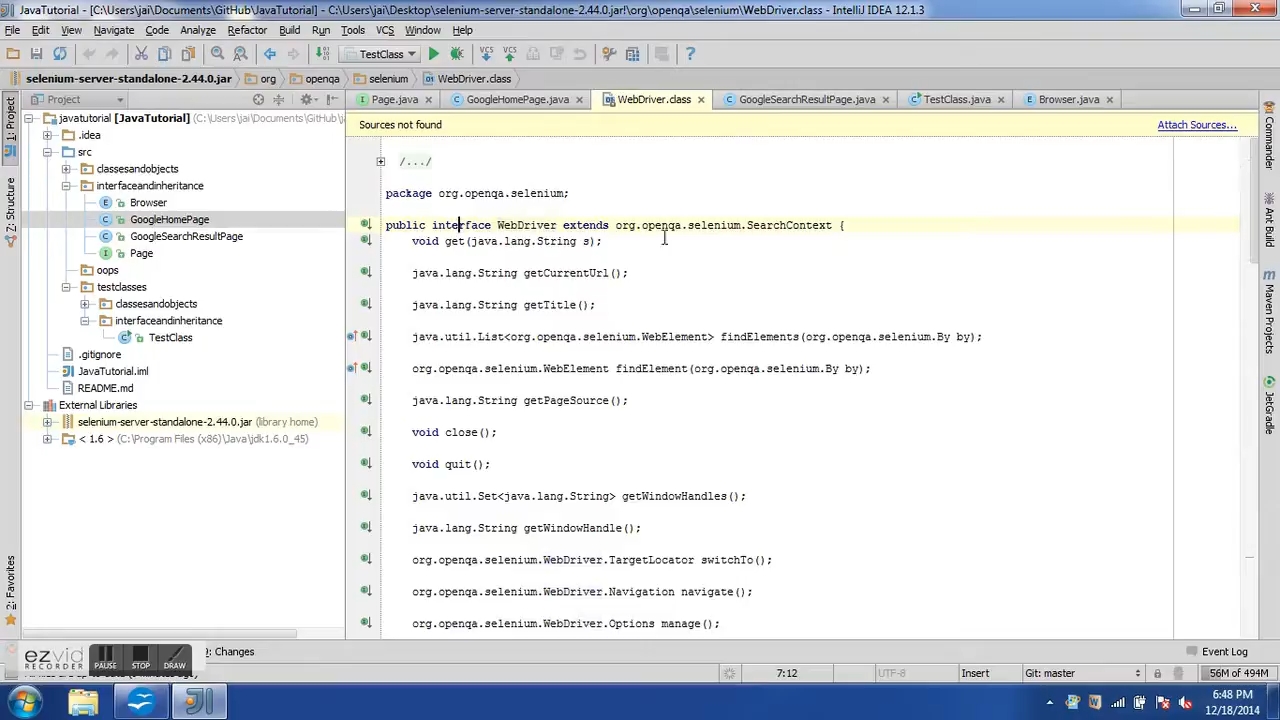 JavaTutorial - [C:\Users\jai\Documents\GitHub\JavaTutorial] - C:\Users\jai\Desktop\selenium-server-standalone-2.44.0.jar!\org\openqa\selenium\WebDriver.class - IntelliJ IDEA 12.1.3
File Edit View Navigate Code Analyze Refactor Build Run Tools VCS Window Help
TestClass VCS VCS
selenium-server-standalone-2.44.0.jar org openqa selenium WebDriver.class
Project
Page.java GoogleHomePage.java WebDriver.class GoogleSearchResultPage.java TestClass.java Browser.java
Sources not found Attach Sources...
1: Project
Z: Structure
2: Favorites
javatutorial [JavaTutorial] (C:\Users\jai\Documents\GitHub\
.idea
src
classesandobjects
interfaceandinheritance
Browser
GoogleHomePage
GoogleSearchResultPage
Page
oops
testclasses
classesandobjects
interfaceandinheritance
TestClass
.gitignore
JavaTutorial.iml
README.md
External Libraries
selenium-server-standalone-2.44.0.jar (library home)
< 1.6 > (C:\Program Files (x86)\Java\jdk1.6.0_45)
/.../
package org.openqa.selenium;
public interface WebDriver extends org.openqa.selenium.SearchContext {
void get(java.lang.String s);
java.lang.String getCurrentUrl();
java.lang.String getTitle();
java.util.List<org.openqa.selenium.WebElement> findElements(org.openqa.selenium.By by);
org.openqa.selenium.WebElement findElement(org.openqa.selenium.By by);
java.lang.String getPageSource();
void close();
void quit();
java.util.Set<java.lang.String> getWindowHandles();
java.lang.String getWindowHandle();
org.openqa.selenium.WebDriver.TargetLocator switchTo();
org.openqa.selenium.WebDriver.Navigation navigate();
org.openqa.selenium.WebDriver.Options manage();
Commander
Maven Projects
JetGradle
ezvid
RECORDER
PAUSE STOP DRAW
Changes
Event Log
7:12 UTF-8 Insert Git: master 56M of 494M
6:48 PM
12/18/2014